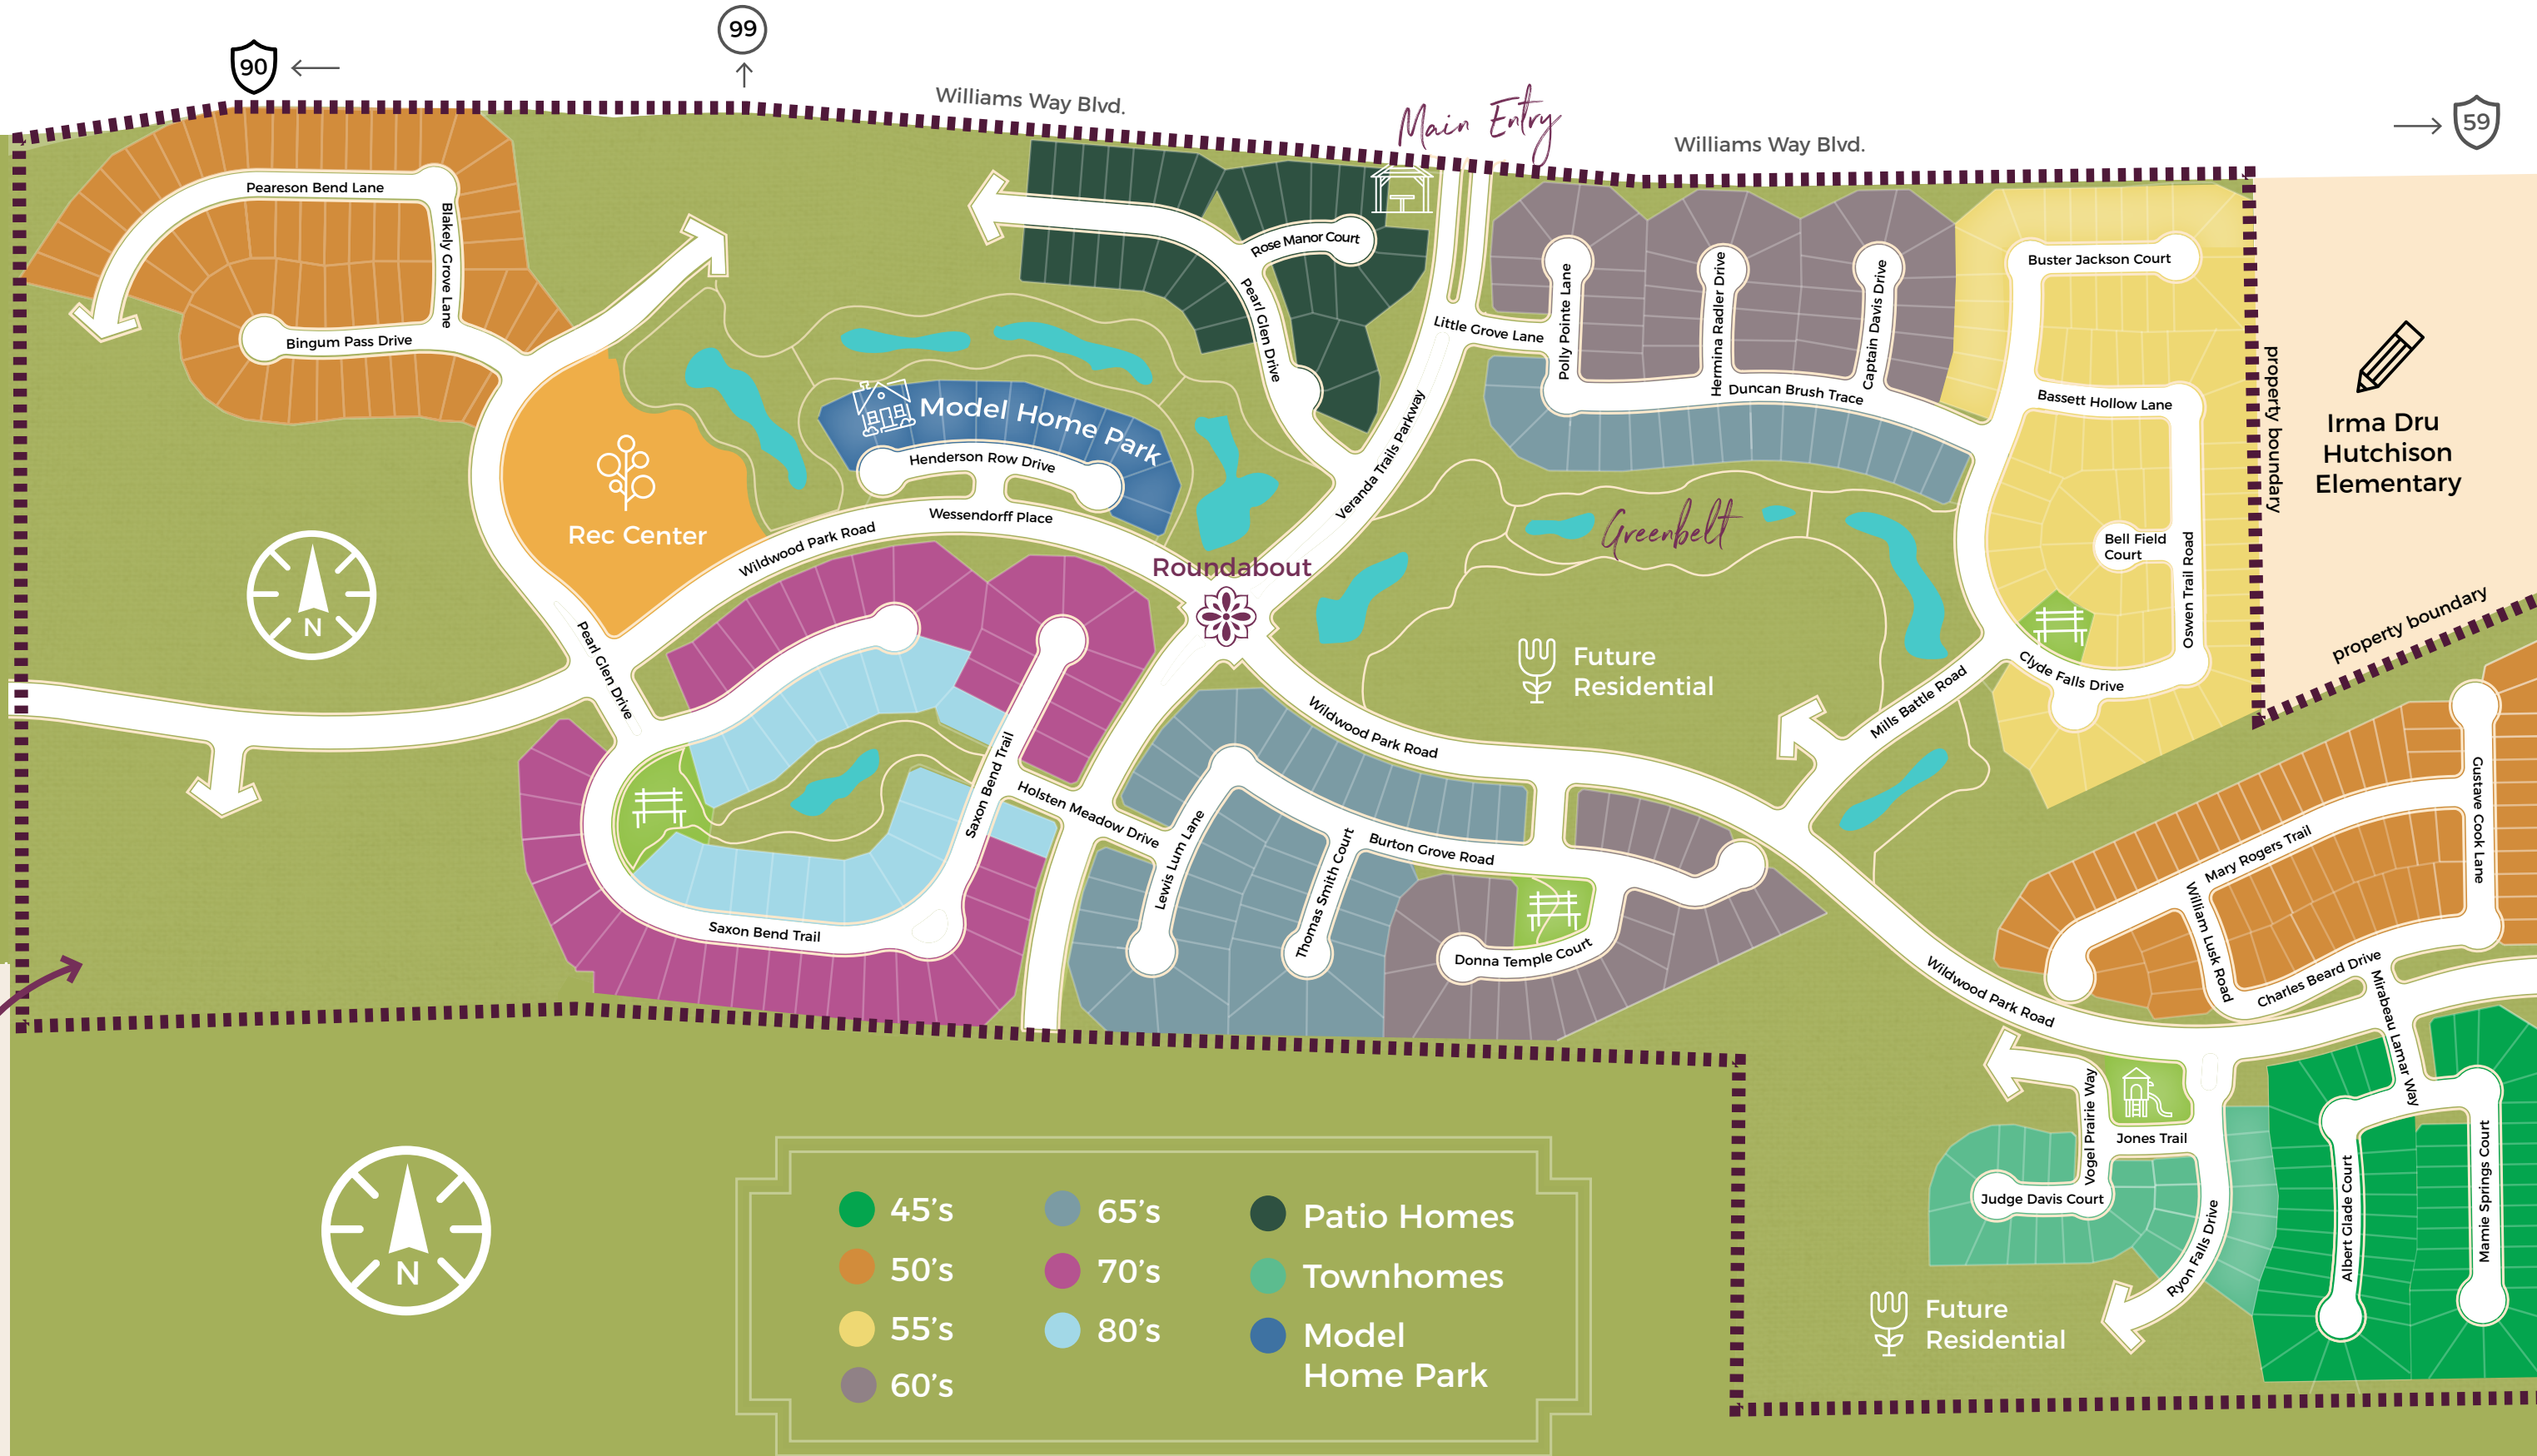 99
90
59
Williams Way Blvd.
Main Entry
Williams Way Blvd.
Peareson Bend Lane
Blakely Grove Lane
Bingum Pass Drive
Rose Manor Court
Pearl Glen Drive
Little Grove Lane
Polly Pointe Lane
Hermina Radler Drive
Captain Davis Drive
Duncan Brush Trace
Buster Jackson Court
Bassett Hollow Lane
property boundary
Irma Dru
Hutchison
Elementary
Model Home Park
Henderson Row Drive
Veranda Trails Parkway
Rec Center
Wildwood Park Road
Wessendorff Place
Greenbelt
Bell Field
Court
Oswen Trail Road
Roundabout
N
Pearl Glen Drive
Future
Residential
Clyde Falls Drive
Mills Battle Road
property boundary
Wildwood Park Road
Saxon Bend Trail
Holsten Meadow Drive
Lewis Lum Lane
Thomas Smith Court
Burton Grove Road
Donna Temple Court
Saxon Bend Trail
Gustave Cook Lane
Mary Rogers Trail
William Lusk Road
Charles Beard Drive
Mirabeau Lamar Way
Wildwood Park Road
Vogel Prairie Way
Jones Trail
Judge Davis Court
Ryon Falls Drive
Albert Glade Court
Mamie Springs Court
Future
Residential
N
45's
50's
55's
60's
65's
70's
80's
Patio Homes
Townhomes
Model
Home Park